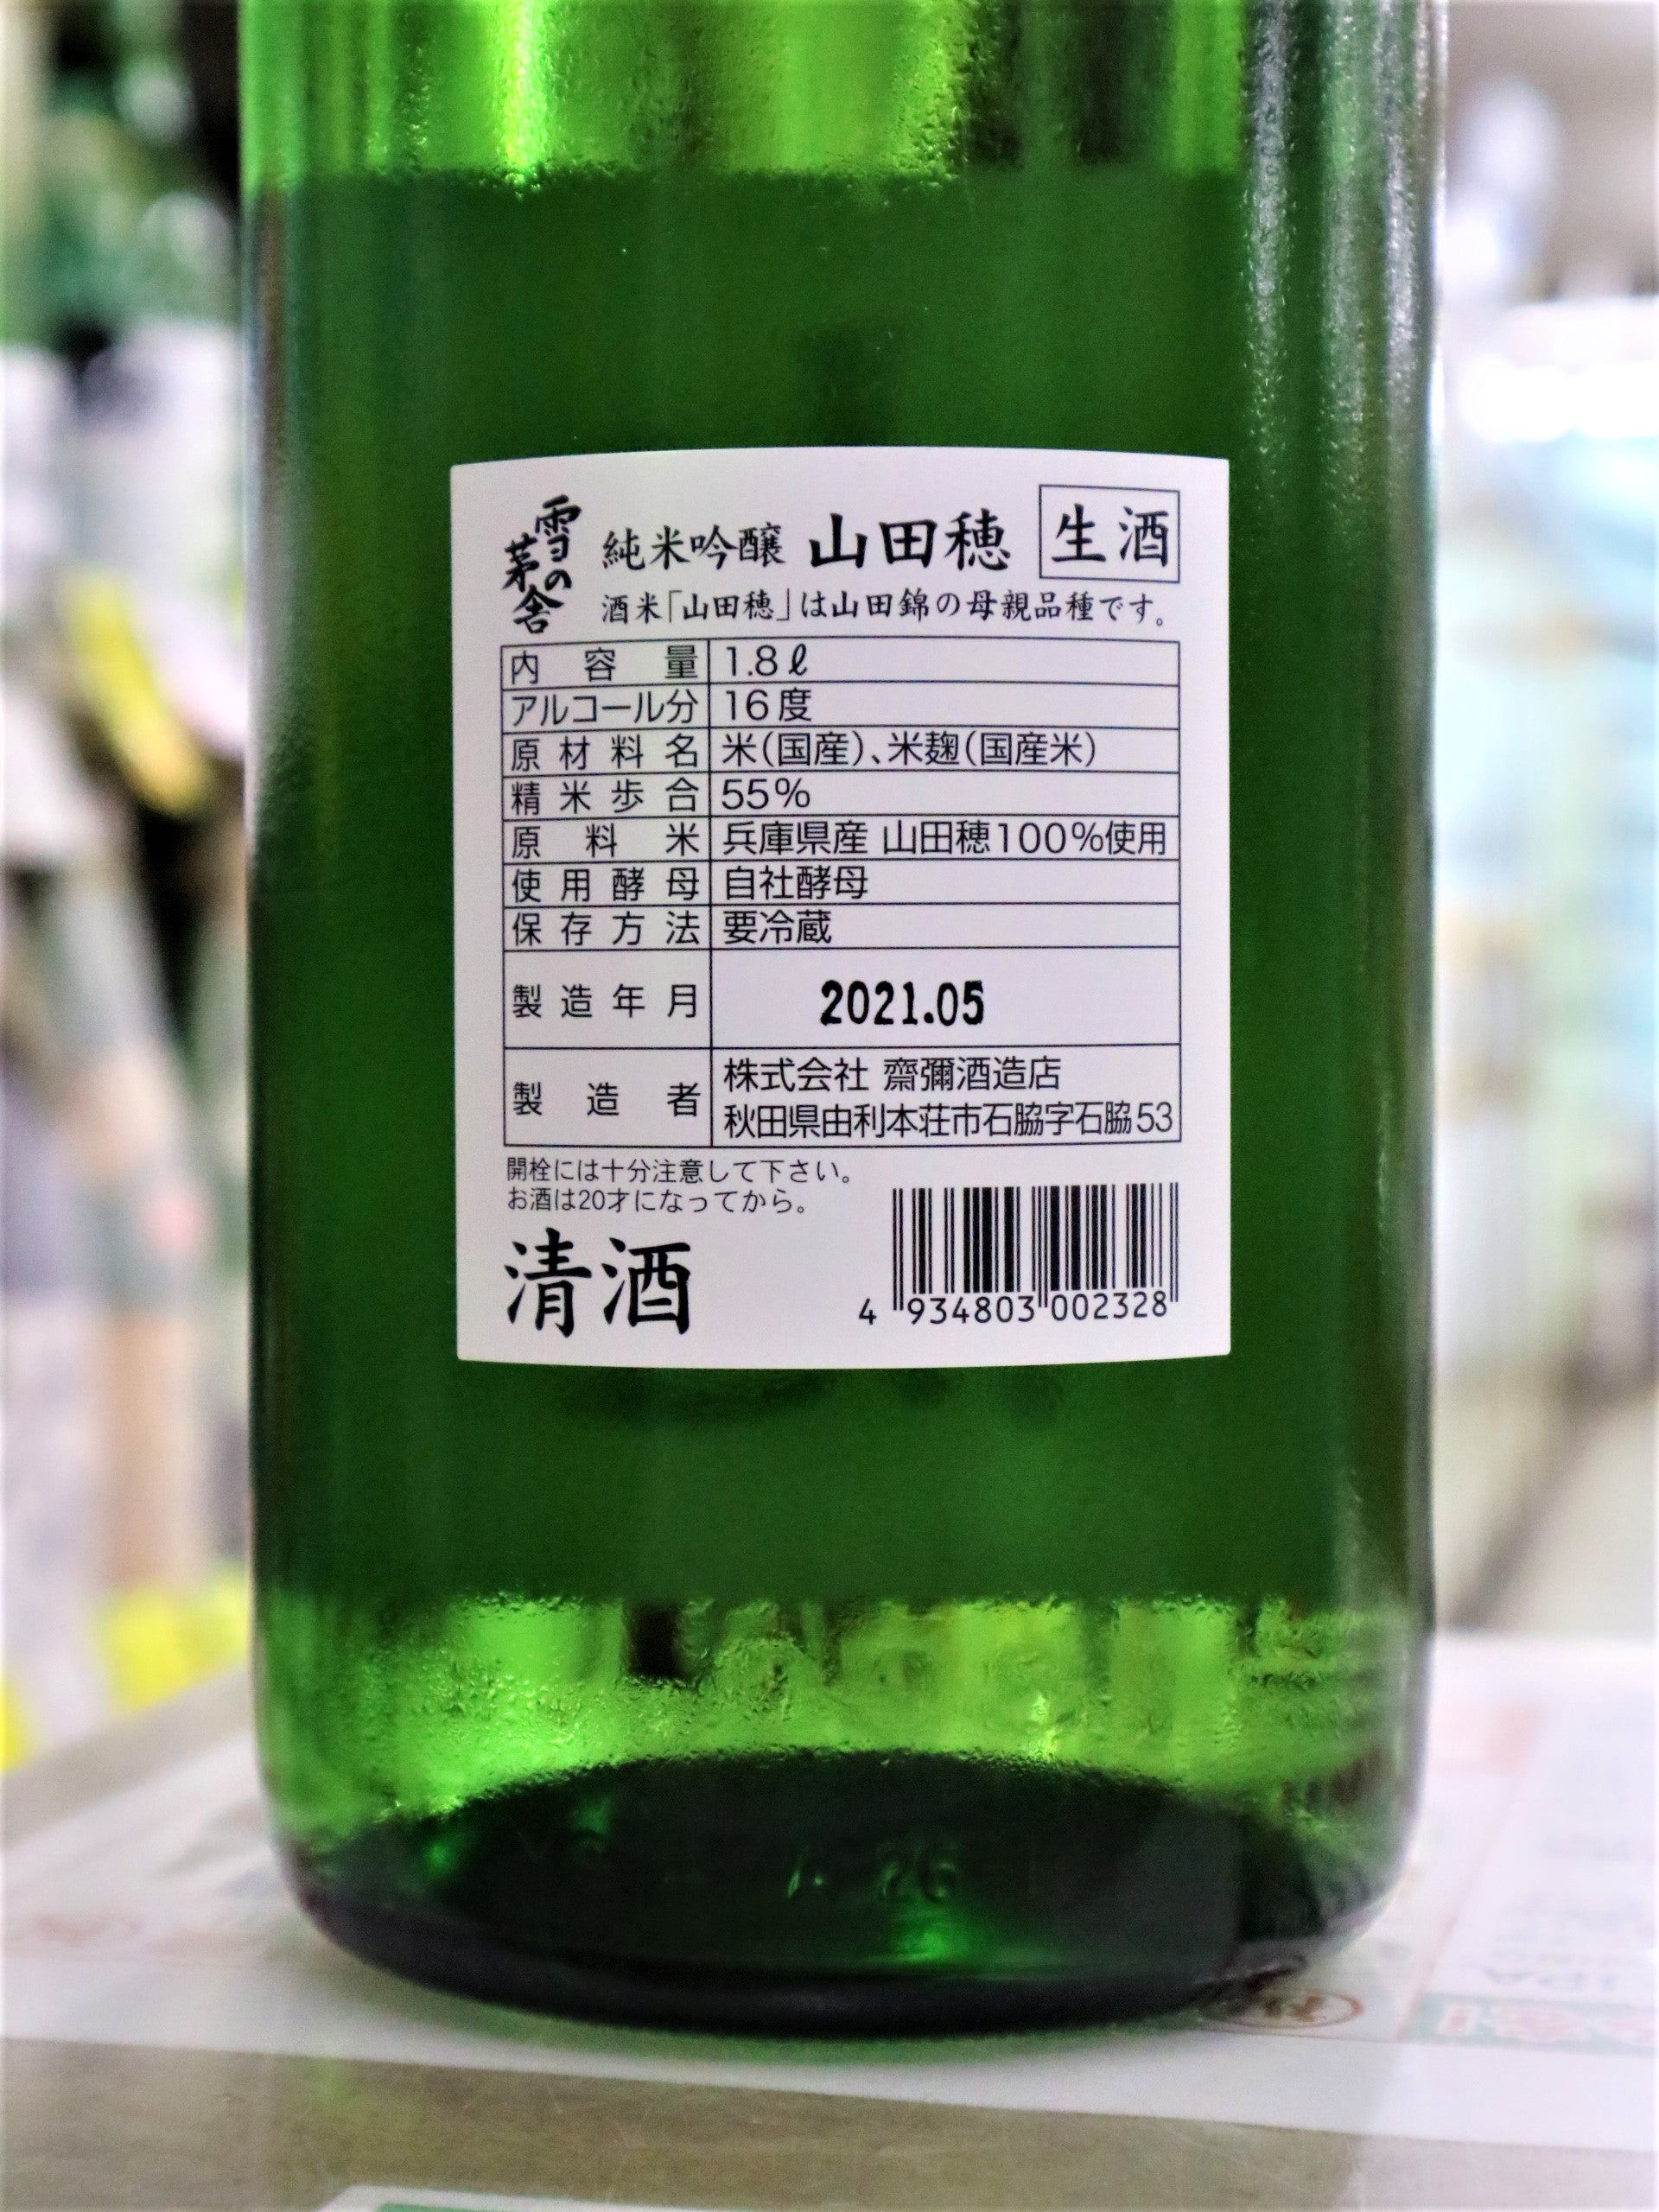 雪の茅舎
純米吟醸 山田穂 生酒
酒米「山田穂」は山田錦の母親品種です。
内容量 1.8ℓ
アルコール分 16度
原材料名 米(国産)、米麹(国産米)
精米歩合 55%
原料米 兵庫県産 山田穂100%使用
使用酵母 自社酵母
保存方法 要冷蔵
製造年月 2021.05
製造者 株式会社 齋彌酒造店
秋田県由利本荘市石脇字石脇53
開栓には十分注意して下さい。
お酒は20才になってから。
清酒
4 934803 002328